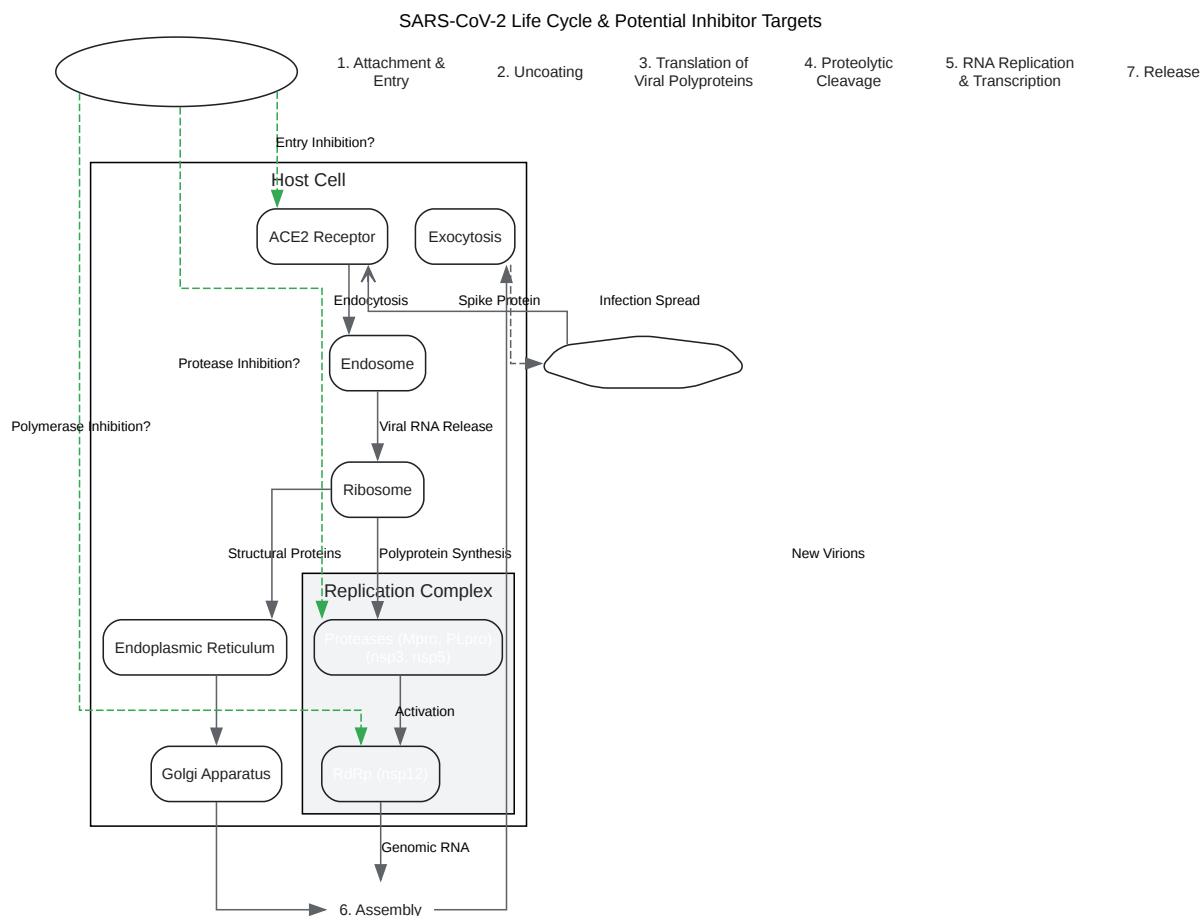 SARS-CoV-2 Life Cycle & Potential Inhibitor Targets
1. Attachment &
Entry
2. Uncoating
3. Translation of
Viral Polyproteins
4. Proteolytic
Cleavage
5. RNA Replication
& Transcription
7. Release
Entry Inhibition?
Host Cell
ACE2 Receptor
Exocytosis
Endocytosis
Spike Protein
Infection Spread
Protease Inhibition?
Endosome
Polymerase Inhibition?
Viral RNA Release
Ribosome
Structural Proteins
Polyprotein Synthesis
New Virions
Replication Complex
Endoplasmic Reticulum
Proteases (Mpro, PLpro)
(nsp3, nsp5)
Activation
Golgi Apparatus
RdRp (nsp12)
Genomic RNA
6. Assembly